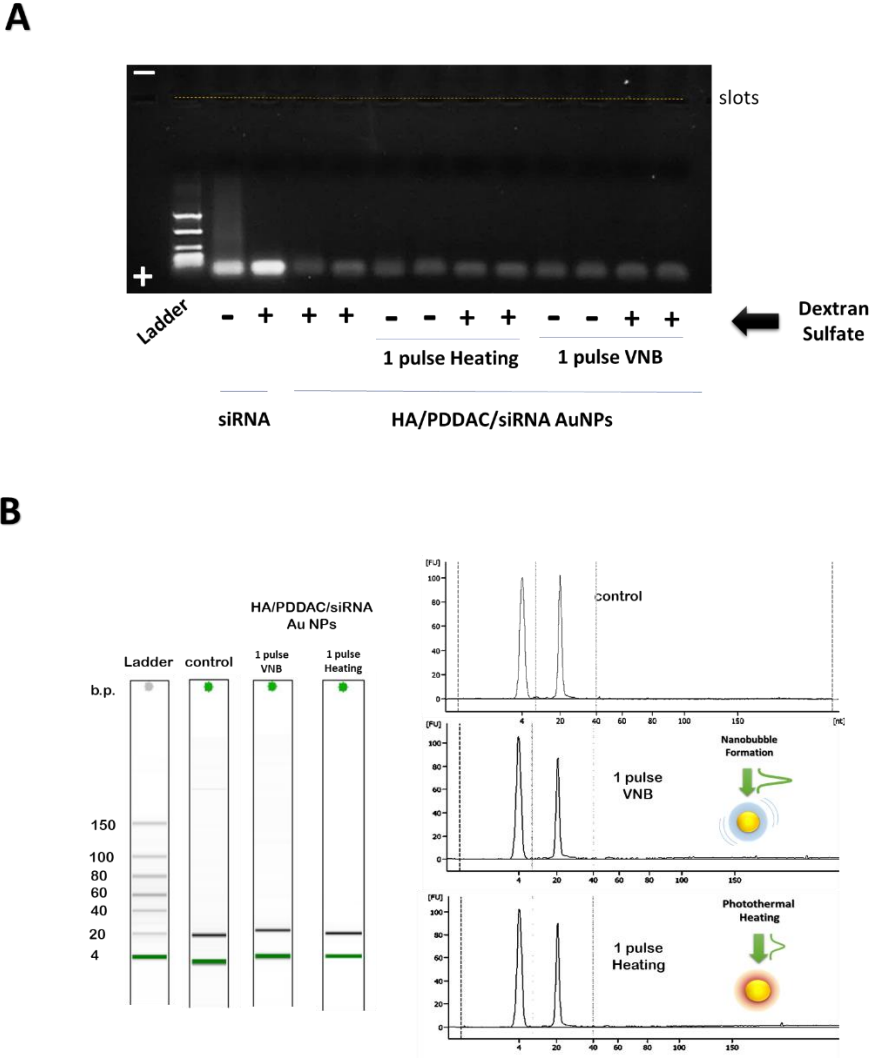 A
−
slots
+
Ladder
- + + + - - + + - - + +
Dextran
Sulfate
1 pulse Heating
1 pulse VNB
siRNA
HA/PDDAC/siRNA AuNPs
B
HA/PDDAC/siRNA
Au NPs
Ladder
control
1 pulse
VNB
1 pulse
Heating
b.p.
150
100
80
60
40
20
4
[FU]
100
80
60
40
20
0
control
4 20 40 60 80 100 150 [nt]
[FU]
100
80
60
40
20
0
1 pulse
VNB
Nanobubble
Formation
4 20 40 60 80 100 150
[FU]
100
80
60
40
20
0
1 pulse
Heating
Photothermal
Heating
4 20 40 60 80 100 150